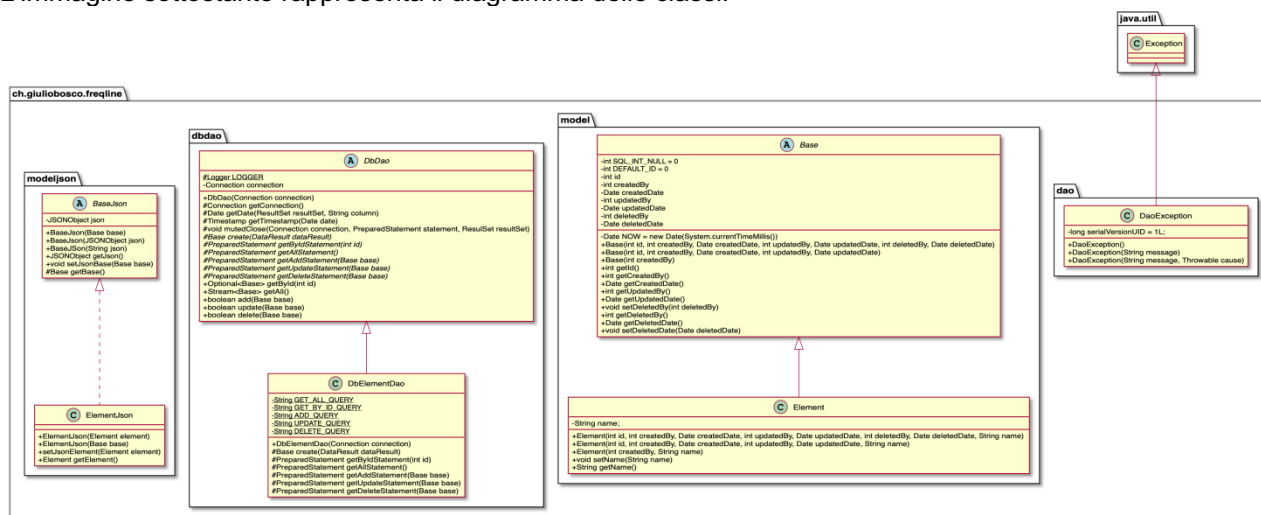 L'immagine sottostante rappresenta il diagramma delle classi.
java.util
C Exception
ch.giuliobosco.freqline
modeljson
A BaseJson
-JSONObject json
+BaseJson(Base base)
+BaseJson(JSONObject json)
+BaseJSon(String json)
+JSONObject getJson()
+void setJsonBase(Base base)
#Base getBase()
C ElementJson
+ElementJson(Element element)
+ElementJson(Base base)
+setJsonElement(Element element)
+Element getElement()
dbdao
A DbDao
#Logger LOGGER
-Connection connection
+DbDao(Connection connection)
#Connection getConnection()
#Date getDate(ResultSet resultSet, String column)
#Timestamp getTimestamp(Date date)
#void mutedClose(Connection connection, PreparedStatement statement, ResulSet resultSet)
#Base create(DataResult dataResult)
#PreparedStatement getByIdStatement(int id)
#PreparedStatement getAllStatement()
#PreparedStatement getAddStatement(Base base)
#PreparedStatement getUpdateStatement(Base base)
#PreparedStatement getDeleteStatement(Base base)
+Optional<Base> getById(int id)
+Stream<Base> getAll()
+boolean add(Base base)
+boolean update(Base base)
+boolean delete(Base base)
C DbElementDao
-String GET_ALL_QUERY
-String GET_BY_ID_QUERY
-String ADD_QUERY
-String UPDATE_QUERY
-String DELETE_QUERY
+DbElementDao(Connection connection)
#Base create(DataResult dataResult)
#PreparedStatement getByIdStatement(int id)
#PreparedStatement getAllStatement()
#PreparedStatement getAddStatement(Base base)
#PreparedStatement getUpdateStatement(Base base)
#PreparedStatement getDeleteStatement(Base base)
model
A Base
-int SQL_INT_NULL = 0
-int DEFAULT_ID = 0
-int id
-int createdBy
-Date createdDate
-int updatedBy
-Date updatedDate
-int deletedBy
-Date deletedDate
-Date NOW = new Date(System.currentTimeMillis())
+Base(int id, int createdBy, Date createdDate, int updatedBy, Date updatedDate, int deletedBy, Date deletedDate)
+Base(int id, int createdBy, Date createdDate, int updatedBy, Date updatedDate)
+Base(int createdBy)
+int getId()
+int getCreatedBy()
+Date getCreatedDate()
+int getUpdatedBy()
+Date getUpdatedDate()
+void setDeletedBy(int deletedBy)
+int getDeletedBy()
+Date getDeletedDate()
+void setDeletedDate(Date deletedDate)
C Element
-String name;
+Element(int id, int createdBy, Date createdDate, int updatedBy, Date updatedDate, int deletedBy, Date deletedDate, String name)
+Element(int id, int createdBy, Date createdDate, int updatedBy, Date updatedDate, String name)
+Element(int createdBy, String name)
+void setName(String name)
+String getName()
dao
C DaoException
-long serialVersionUID = 1L;
+DaoException()
+DaoException(String message)
+DaoException(String message, Throwable cause)